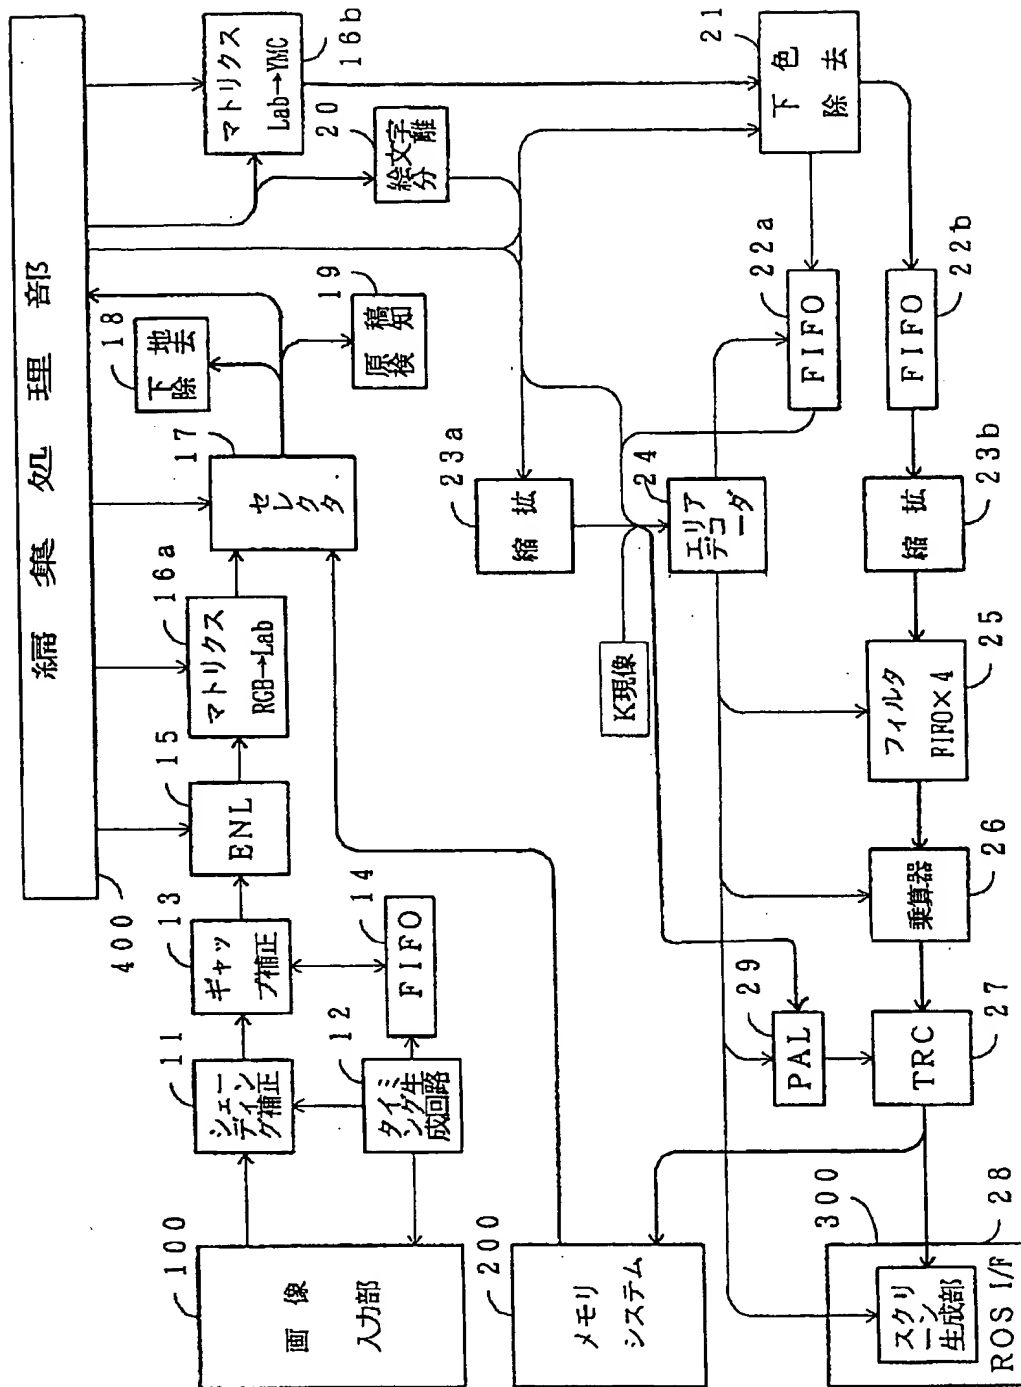 編集処理部
400
画像
入力部
100
シェー
ディン
グ補正
11
タイミ
ング生
成回路
12
ギャッ
プ補正
13
FIFO
14
ENL
15
マトリクス
RGB→Lab
16a
セレ
クタ
17
下地
除去
18
原稿
検知
19
マトリクス
Lab→YMC
16b
絵文字
分離
20
下色
除去
21
メモリ
システム
200
縮拡
23a
K現像
エリア
デコ
ーダ
24
FIFO
22a
FIFO
22b
縮拡
23b
フィルタ
FIFO×4
25
乗算器
26
PAL
29
TRC
27
スクリ
ーン
生成部
ROS I/F
300
28